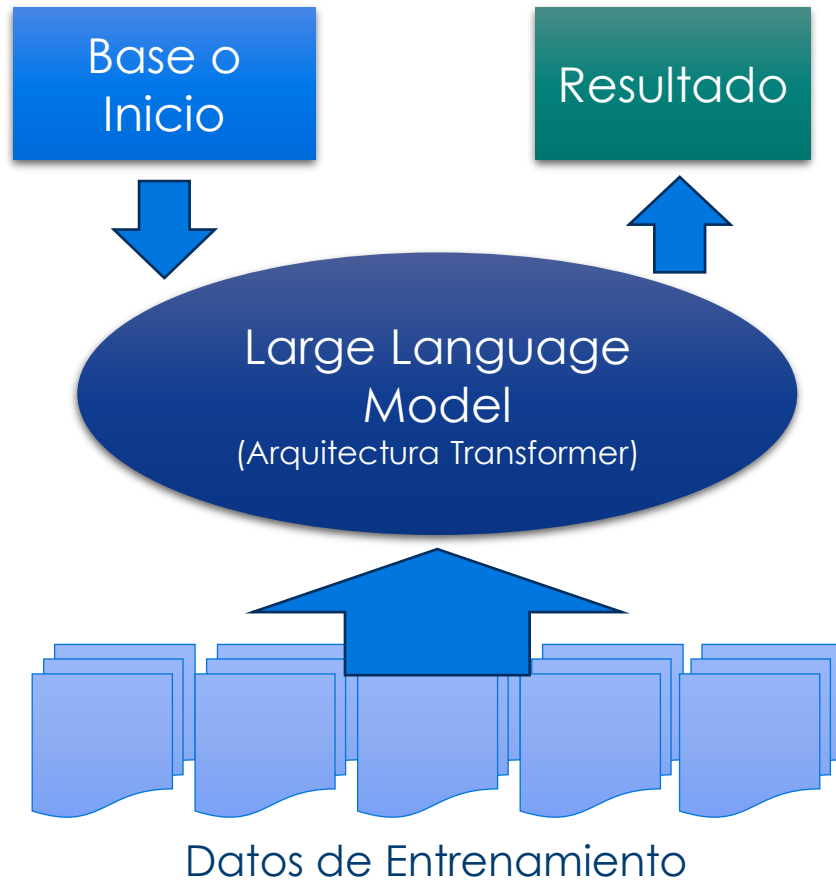 Base o
Inicio
Resultado
Large Language
Model
(Arquitectura Transformer)
Datos de Entrenamiento